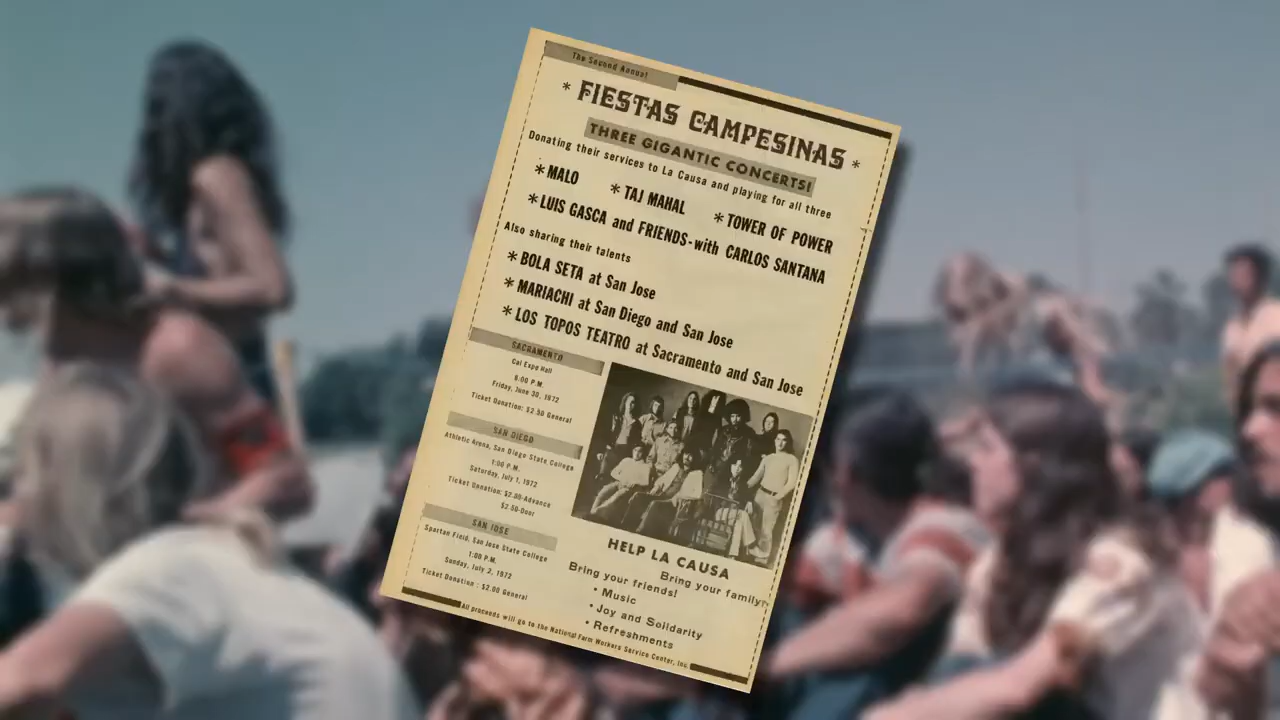 The Second Annual
* FIESTAS CAMPESINAS *
THREE GIGANTIC CONCERTS!
Donating their services to La Causa and playing for all three
* MALO * TAJ MAHAL * TOWER OF POWER
* LUIS GASCA and FRIENDS-with CARLOS SANTANA
Also sharing their talents
* BOLA SETA at San Jose
* MARIACHI at San Diego and San Jose
* LOS TOPOS TEATRO at Sacramento and San Jose
SACRAMENTO
Cal Expo Hall
8:00 P.M.
Friday, June 30, 1972
Ticket Donation: $2.50 General
SAN DIEGO
Athletic Arena, San Diego State College
1:00 P.M.
Saturday, July 1, 1972
Ticket Donation: $2.00-Advance
$2.50-Door
SAN JOSE
Spartan Field, San Jose State College
1:00 P.M.
Sunday, July 2, 1972
Ticket Donation : $2.00 General
HELP LA CAUSA
Bring your friends! Bring your family!
• Music
• Joy and Solidarity
• Refreshments
All proceeds will go to the National Farm Workers Service Center, Inc.